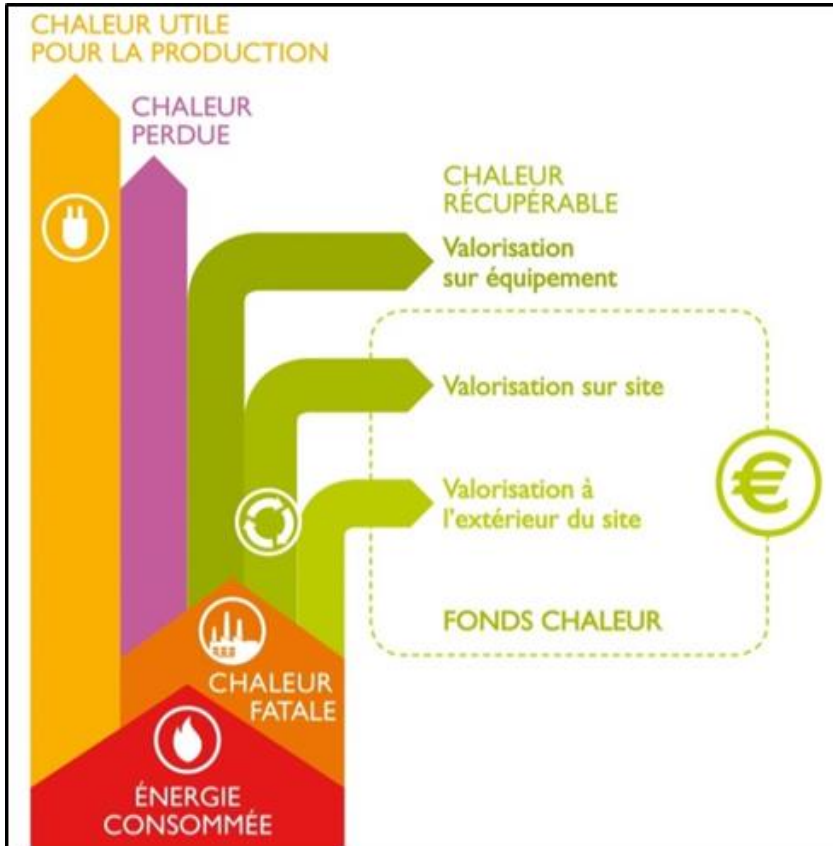 CHALEUR UTILE
POUR LA PRODUCTION
CHALEUR
PERDUE
CHALEUR
RÉCUPÉRABLE
Valorisation
sur équipement
Valorisation sur site
Valorisation à
l'extérieur du site
€
FONDS CHALEUR
CHALEUR
FATALE
ÉNERGIE
CONSOMMÉE